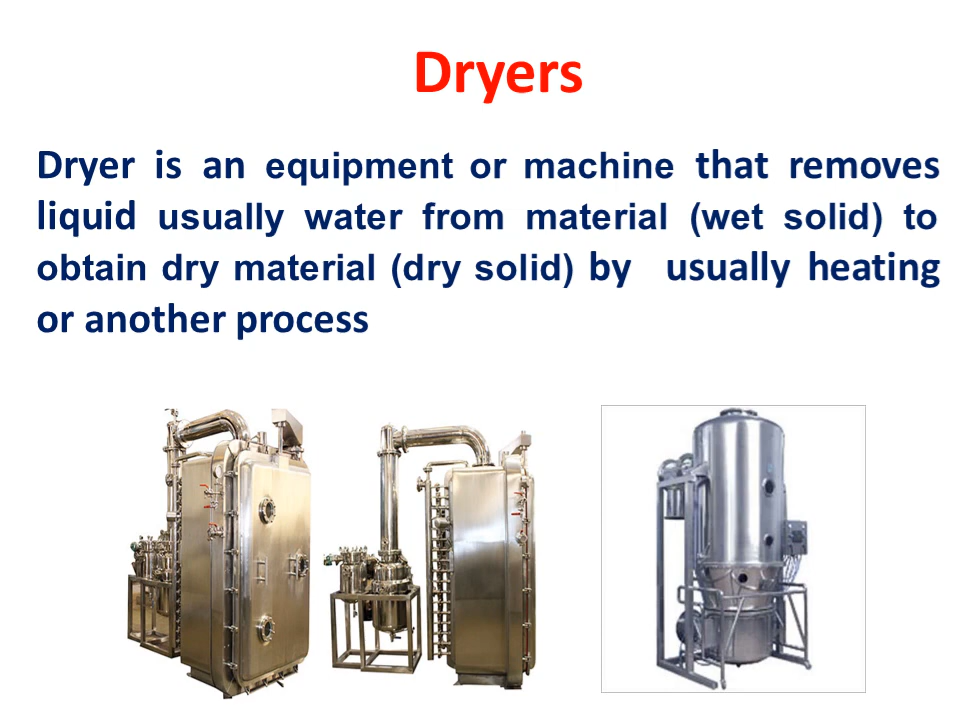 Dryers
Dryer is an equipment or machine that removes
liquid usually water from material (wet solid) to
obtain dry material (dry solid) by usually heating
or another process